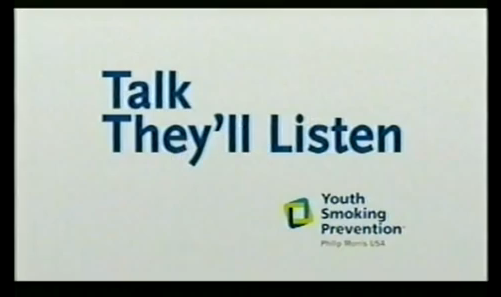 Talk
They'll Listen
Youth
Smoking
Prevention
Philip Morris USA